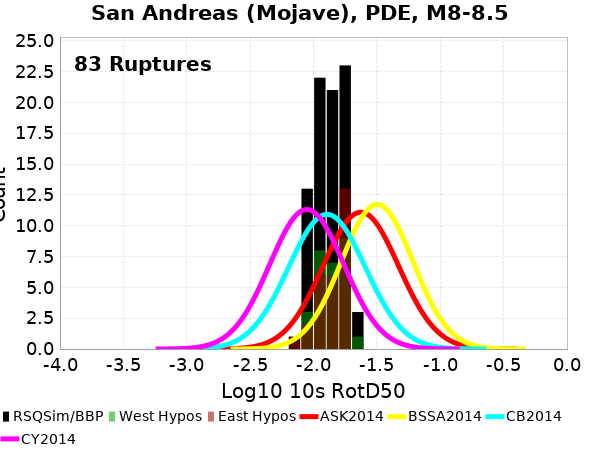 San Andreas (Mojave), PDE, M8-8.5
83 Ruptures
25.0
22.5
20.0
17.5
15.0
12.5
10.0
7.5
5.0
2.5
0.0
Count
-4.0 -3.5 -3.0 -2.5 -2.0 -1.5 -1.0 -0.5 0.0
Log10 10s RotD50
RSQSim/BBP West Hypos East Hypos ASK2014 BSSA2014 CB2014
CY2014